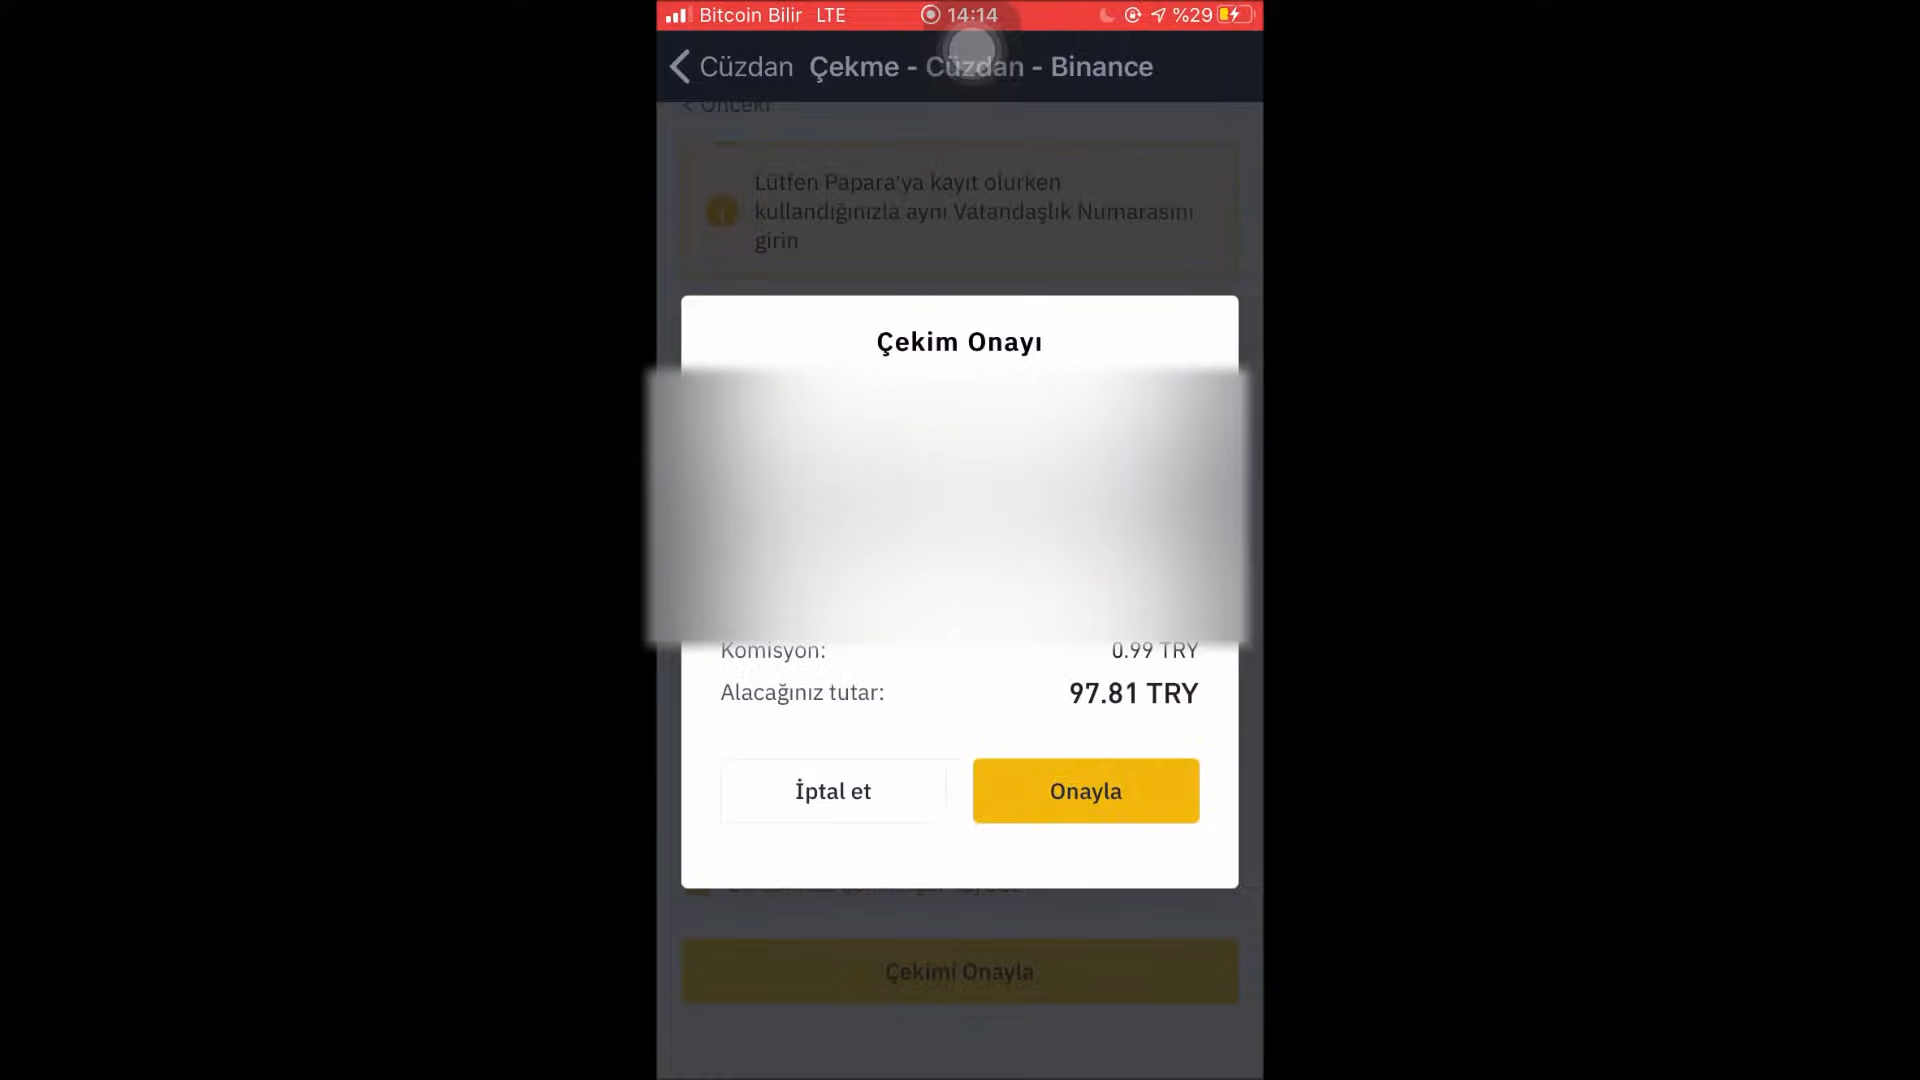 Bitcoin Bilir LTE 14:14 %29
Cüzdan Çekme - Cüzdan - Binance
< Önceki
Lütfen Papara'ya kayıt olurken
kullandığınızla aynı Vatandaşlık Numarasını
girin
Çekim Onayı
Komisyon: 0.99 TRY
Alacağınız tutar: 97.81 TRY
İptal et Onayla
Çekimi Onayla